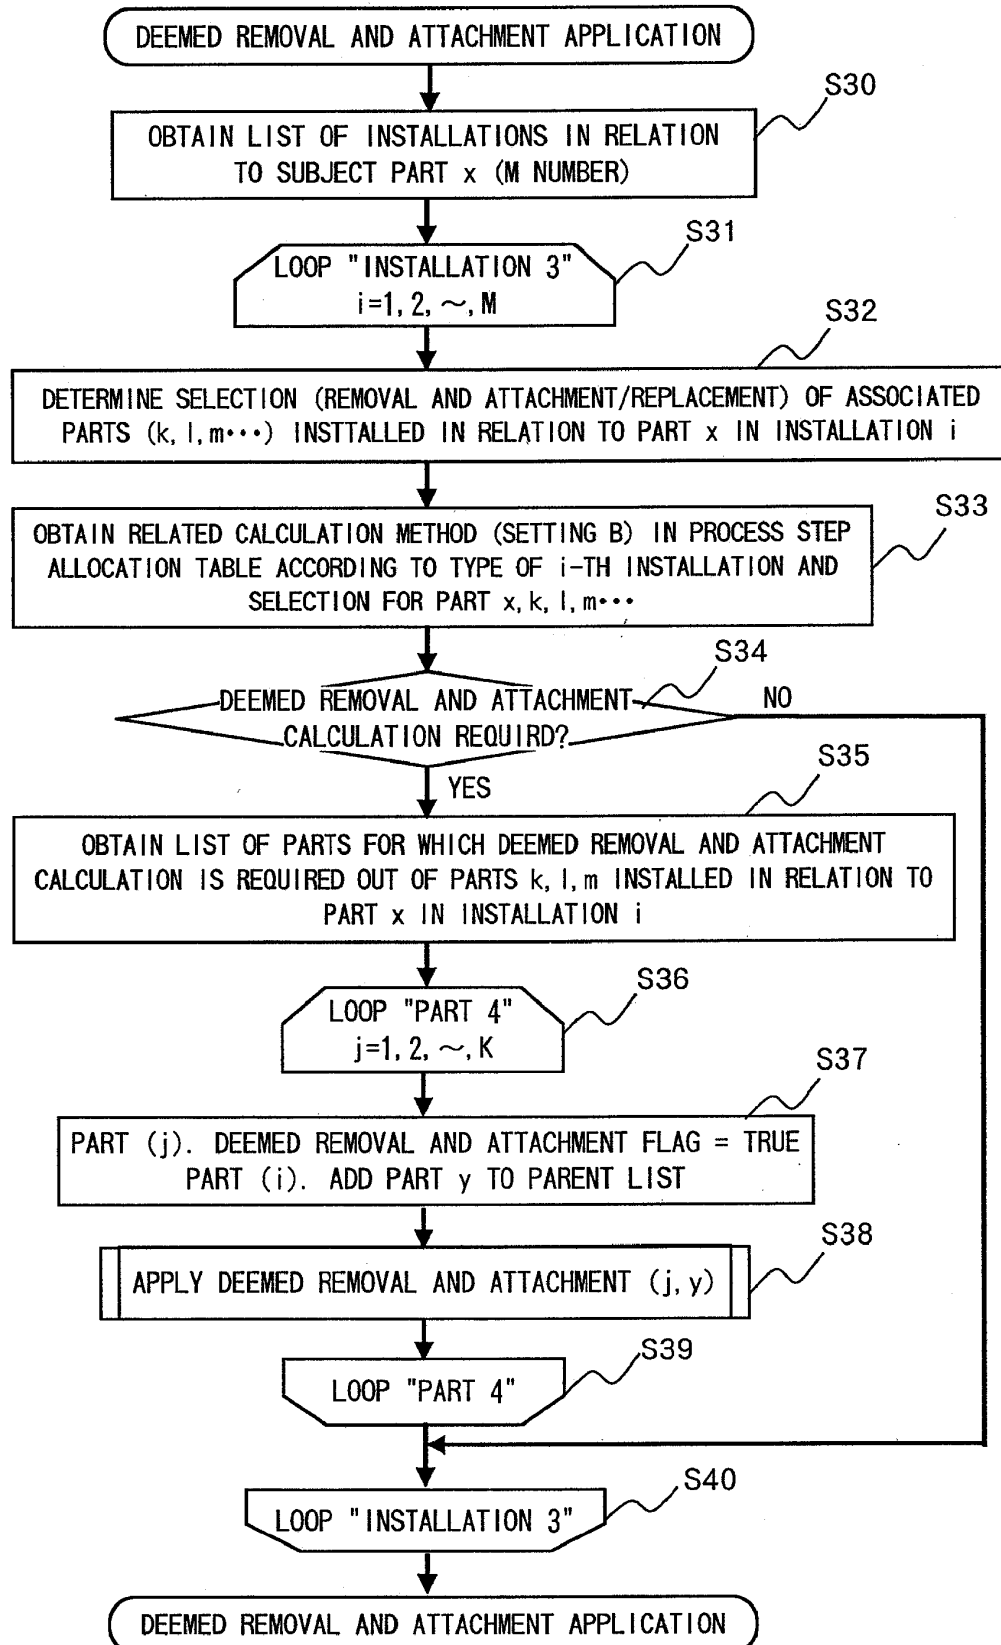 DEEMED REMOVAL AND ATTACHMENT APPLICATION
S30
OBTAIN LIST OF INSTALLATIONS IN RELATION
TO SUBJECT PART x (M NUMBER)
S31
LOOP "INSTALLATION 3"
i=1, 2, ～, M
S32
DETERMINE SELECTION (REMOVAL AND ATTACHMENT/REPLACEMENT) OF ASSOCIATED
PARTS (k, l, m···) INSTTALLED IN RELATION TO PART x IN INSTALLATION i
S33
OBTAIN RELATED CALCULATION METHOD (SETTING B) IN PROCESS STEP
ALLOCATION TABLE ACCORDING TO TYPE OF i-TH INSTALLATION AND
SELECTION FOR PART x, k, l, m···
S34
DEEMED REMOVAL AND ATTACHMENT
CALCULATION REQUIRD?
NO
YES
S35
OBTAIN LIST OF PARTS FOR WHICH DEEMED REMOVAL AND ATTACHMENT
CALCULATION IS REQUIRED OUT OF PARTS k, l, m INSTALLED IN RELATION TO
PART x IN INSTALLATION i
S36
LOOP "PART 4"
j=1, 2, ～, K
S37
PART (j). DEEMED REMOVAL AND ATTACHMENT FLAG = TRUE
PART (i). ADD PART y TO PARENT LIST
S38
APPLY DEEMED REMOVAL AND ATTACHMENT (j, y)
S39
LOOP "PART 4"
S40
LOOP "INSTALLATION 3"
DEEMED REMOVAL AND ATTACHMENT APPLICATION